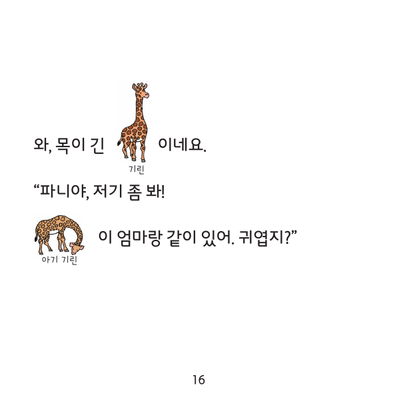 와, 목이 긴 이네요.
기린
“파니야, 저기 좀 봐!
이 엄마랑 같이 있어. 귀엽지?”
아기 기린
16